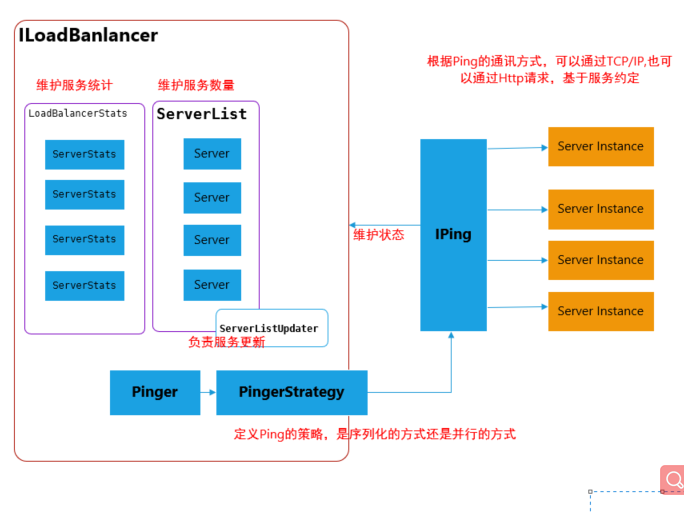 ILoadBanlancer
根据Ping的通讯方式，可以通过TCP/IP,也可
以通过Http请求，基于服务约定
维护服务统计
维护服务数量
LoadBalancerStats
ServerList
ServerStats
Server
Server Instance
ServerStats
Server
Server Instance
ServerStats
Server
IPing
维护状态
Server Instance
ServerStats
Server
Server Instance
ServerListUpdater
负责服务更新
Pinger
PingerStrategy
定义Ping的策略，是序列化的方式还是并行的方式